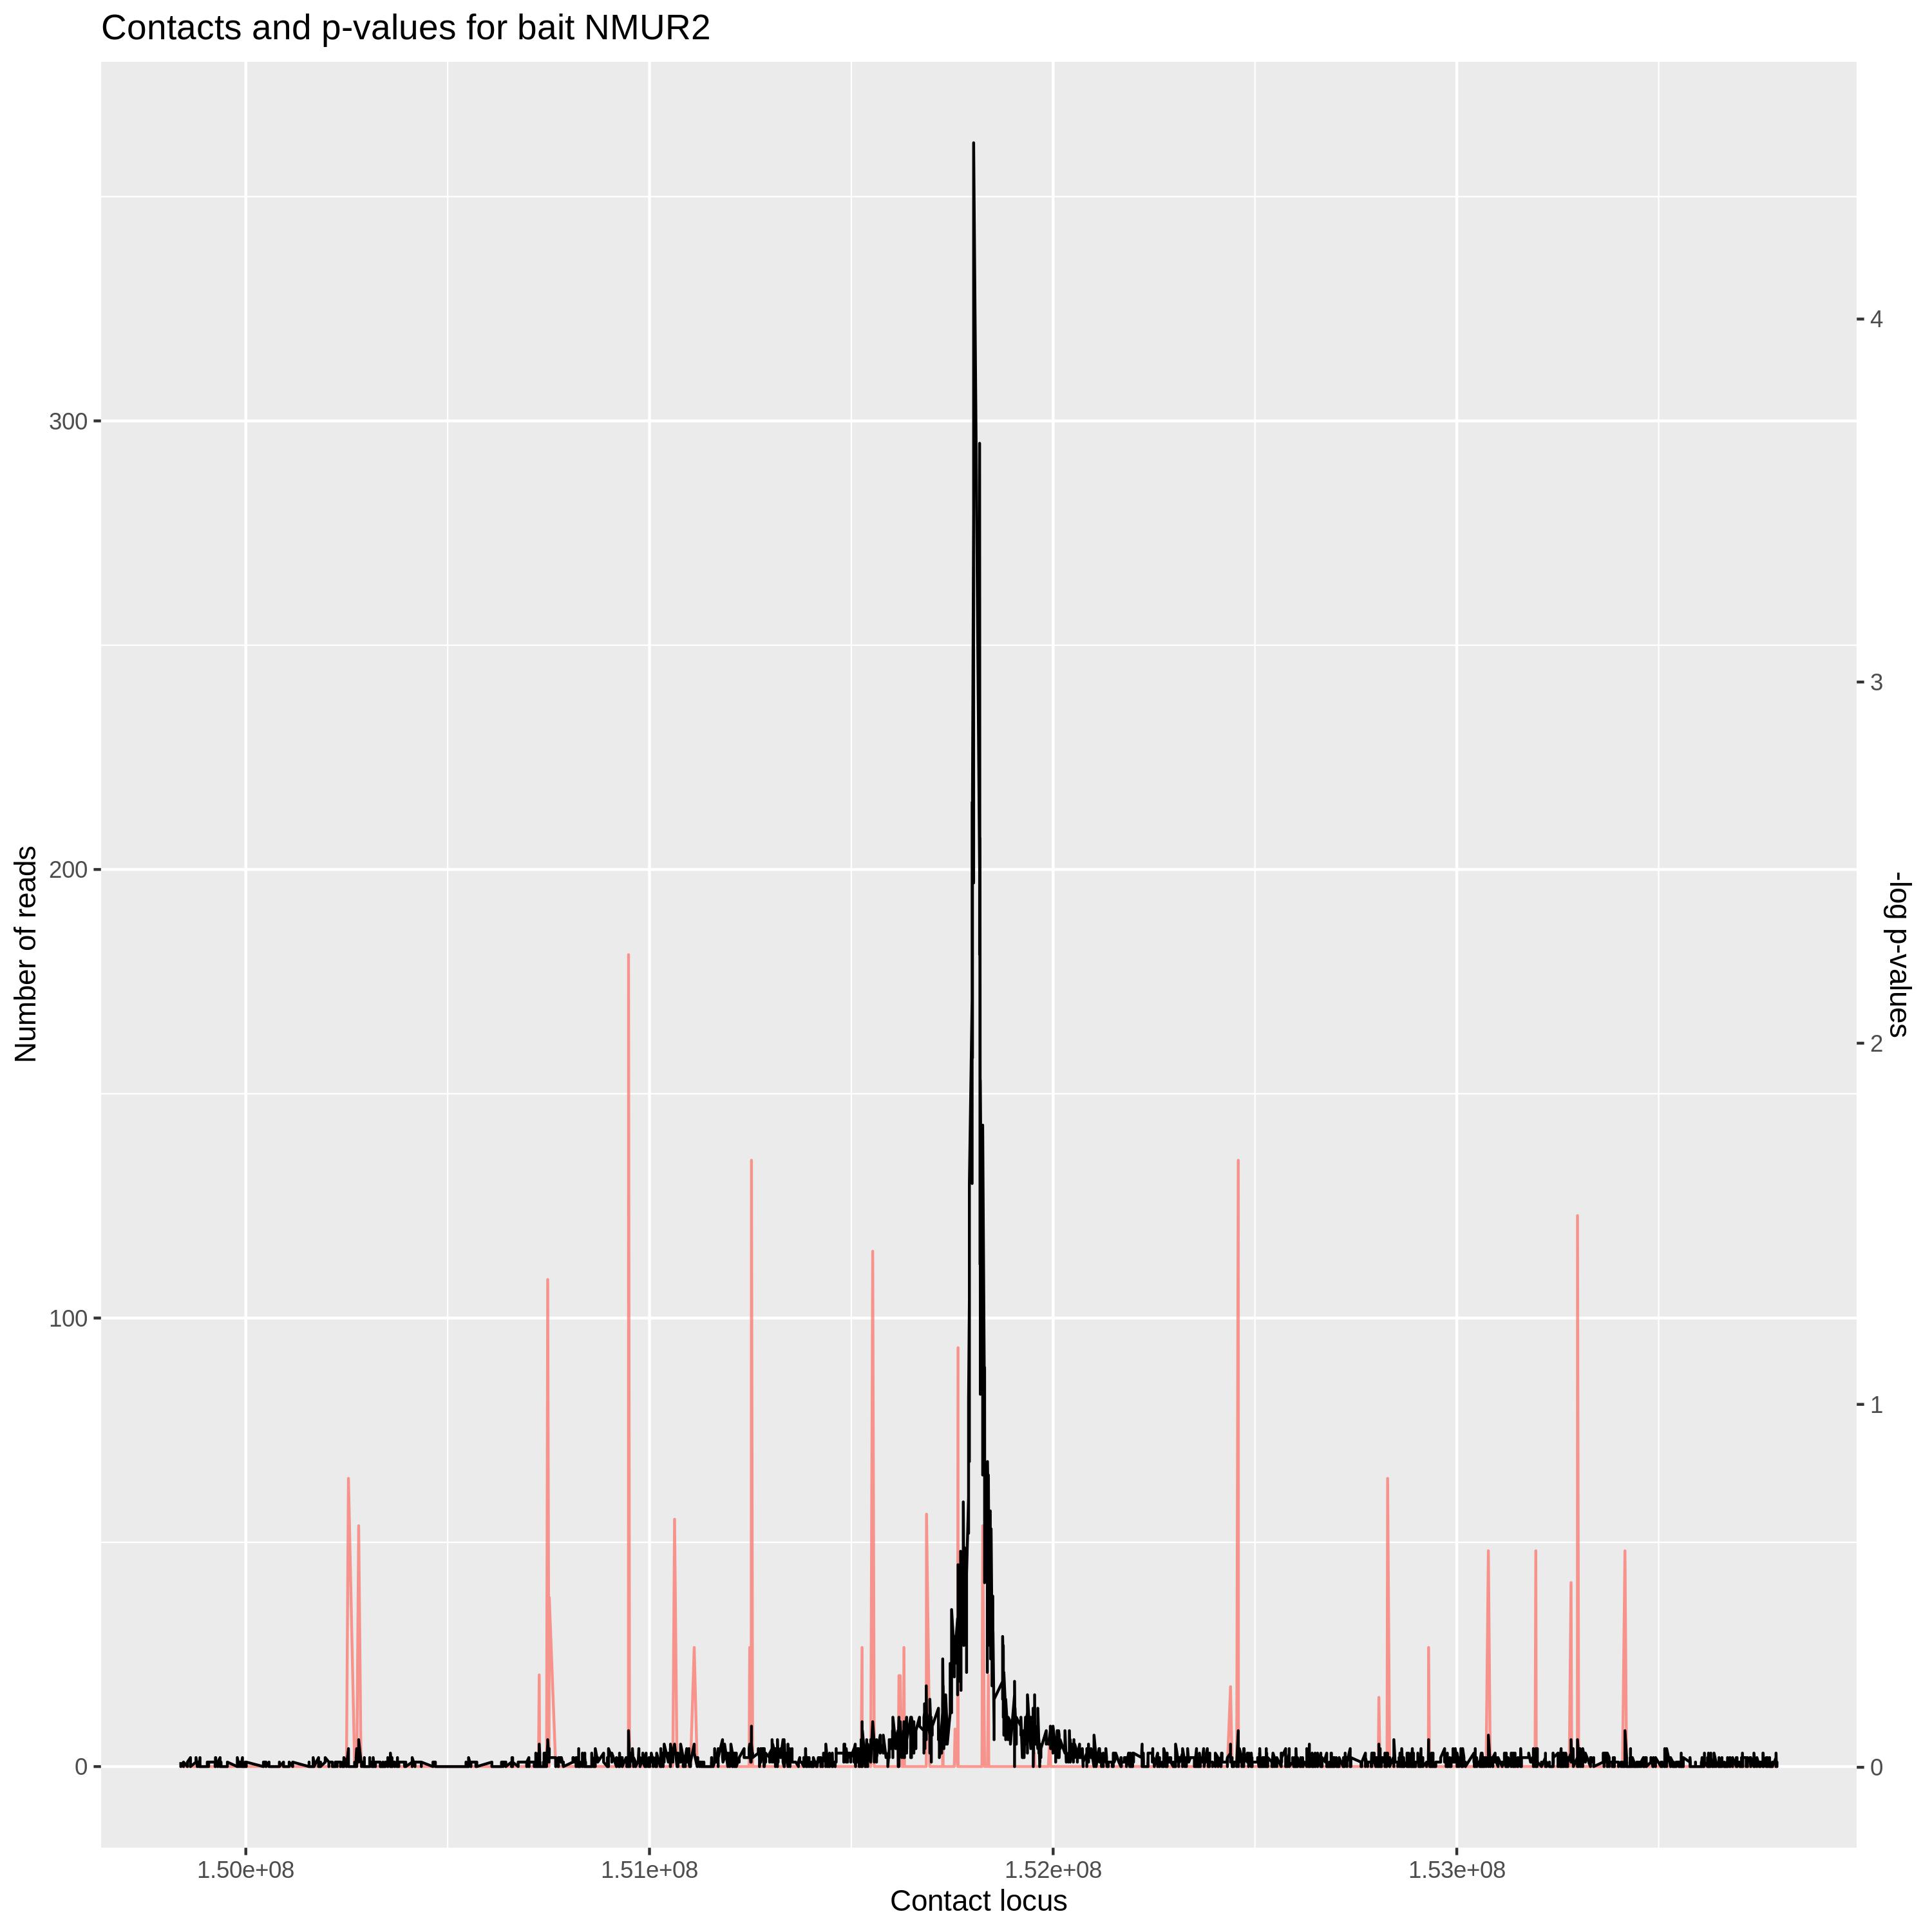 Contacts and p-values for bait NMUR2
Number of reads
300
200
100
0
4
3
2
1
0
-log p-values
1.50e+08
1.51e+08
1.52e+08
1.53e+08
Contact locus